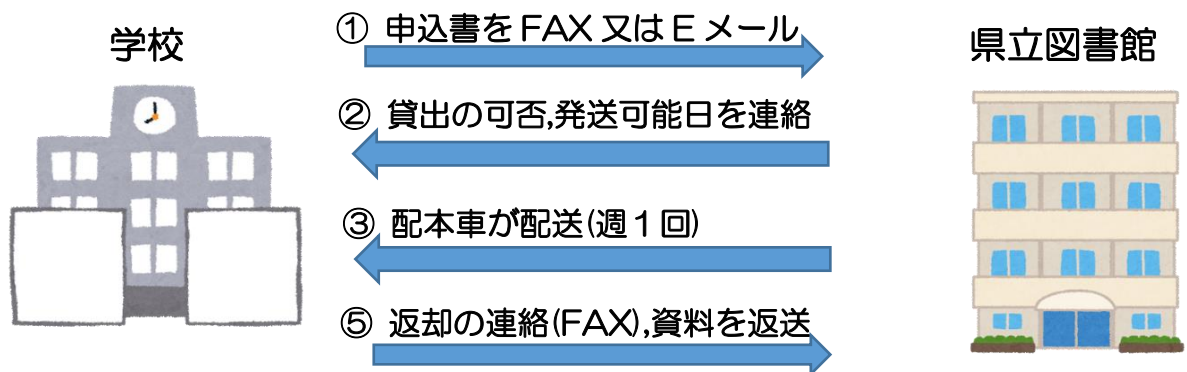 学校
県立図書館
① 申込書をFAX又はEメール
② 貸出の可否,発送可能日を連絡
③ 配本車が配送(週1回)
⑤ 返却の連絡(FAX),資料を返送